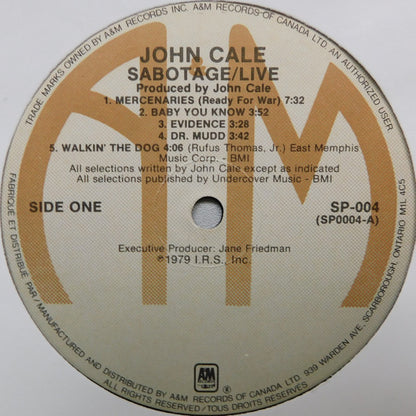 TRADE MARKS OWNED BY A&M RECORDS INC. A&M RECORDS OF CANADA LTD. AN AUTHORIZED USER
JOHN CALE
SABOTAGE/LIVE
Produced by John Cale
1. MERCENARIES (Ready For War) 7:32
2. BABY YOU KNOW 3:52
3. EVIDENCE 3:28
4. DR. MUDD 3:42
5. WALKIN' THE DOG 4:06 (Rufus Thomas, Jr.) East Memphis
Music Corp. - BMI
All selections written by John Cale except as indicated
All selections published by Undercover Music - BMI
SIDE ONE
SP-004
(SP0004-A)
Executive Producer: Jane Friedman
℗1979 I.R.S., Inc.
A&M
RECORDS
FABRIQUÉ ET DISTRIBUÉ PAR/MANUFACTURED AND DISTRIBUTED BY A&M RECORDS OF CANADA LTD. 939 WARDEN AVE. SCARBOROUGH, ONTARIO M1L 4C5
ALL RIGHTS RESERVED/TOUS DROITS RÉSERVÉS